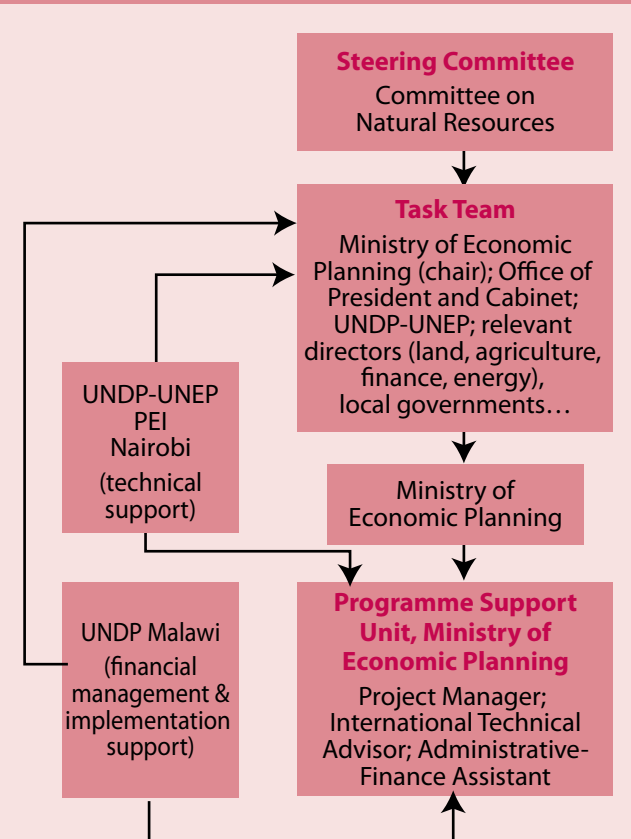 Steering Committee
Committee on
Natural Resources
Task Team
Ministry of Economic
Planning (chair); Office of
President and Cabinet;
UNDP-UNEP; relevant
directors (land, agriculture,
finance, energy),
local governments…
UNDP-UNEP
PEI
Nairobi
(technical
support)
Ministry of
Economic Planning
UNDP Malawi
(financial
management &
implementation
support)
Programme Support
Unit, Ministry of
Economic Planning
Project Manager;
International Technical
Advisor; Administrative-
Finance Assistant